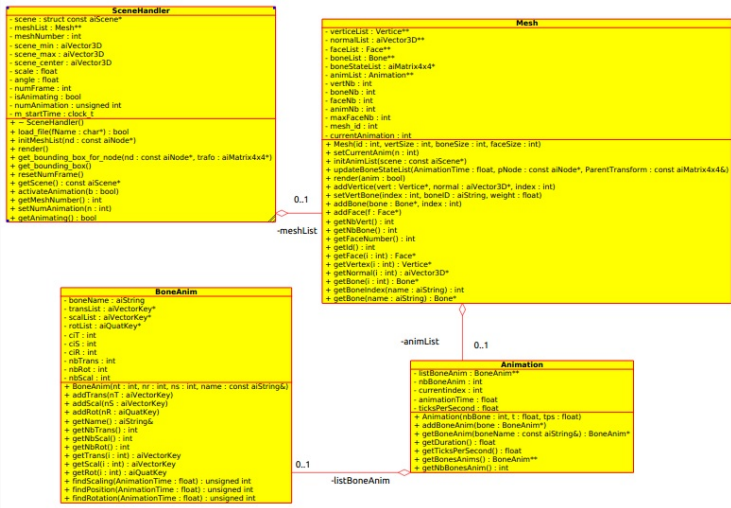 SceneHandler
- scene : struct const aiScene*
- meshList : Mesh**
- meshNumber : int
- scene_min : aiVector3D
- scene_max : aiVector3D
- scene_center : aiVector3D
- scale : float
- angle : float
- numFrame : int
- isAnimating : bool
- numAnimation : unsigned int
- m_startTime : clock_t
+ ~ SceneHandler()
+ load_file(fName : char*) : bool
+ initMeshList(nd : const aiNode*)
+ render()
+ get_bounding_box_for_node(nd : const aiNode*, trafo : aiMatrix4x4*)
+ get_bounding_box()
+ resetNumFrame()
+ getScene() : const aiScene*
+ activateAnimation(b : bool)
+ getMeshNumber() : int
+ setNumAnimation(n : int)
+ getAnimating() : bool
0..1
-meshList
Mesh
- verticeList : Vertice**
- normalList : aiVector3D**
- faceList : Face**
- boneList : Bone**
- boneStateList : aiMatrix4x4*
- animList : Animation**
- vertNb : int
- boneNb : int
- faceNb : int
- animNb : int
- maxFaceNb : int
- mesh_id : int
- currentAnimation : int
+ Mesh(id : int, vertSize : int, boneSize : int, faceSize : int)
+ setCurrentAnim(n : int)
+ initAnimList(scene : const aiScene*)
+ updateBoneStateList(AnimationTime : float, pNode : const aiNode*, ParentTransform : const aiMatrix4x4&)
+ render(anim : bool)
+ addVertice(vert : Vertice*, normal : aiVector3D*, index : int)
+ setVertBone(index : int, boneID : aiString, weight : float)
+ addBone(bone : Bone*, index : int)
+ addFace(f : Face*)
+ getNbVert() : int
+ getNbBone() : int
+ getFaceNumber() : int
+ getId() : int
+ getFace(i : int) : Face*
+ getVertex(i : int) : Vertice*
+ getNormal(i : int) : aiVector3D*
+ getBone(i : int) : Bone*
+ getBoneIndex(name : aiString) : int
+ getBone(name : aiString) : Bone*
-animList
0..1
BoneAnim
- boneName : aiString
- transList : aiVectorKey*
- scalList : aiVectorKey*
- rotList : aiQuatKey*
- ciT : int
- ciS : int
- ciR : int
- nbTrans : int
- nbRot : int
- nbScal : int
+ BoneAnim(nt : int, nr : int, ns : int, name : const aiString&)
+ addTrans(nT : aiVectorKey)
+ addScal(nS : aiVectorKey)
+ addRot(nR : aiQuatKey)
+ getName() : aiString&
+ getNbTrans() : int
+ getNbScal() : int
+ getNbRot() : int
+ getTrans(i : int) : aiVectorKey
+ getScal(i : int) : aiVectorKey
+ getRot(i : int) : aiQuatKey
+ findScaling(AnimationTime : float) : unsigned int
+ findPosition(AnimationTime : float) : unsigned int
+ findRotation(AnimationTime : float) : unsigned int
0..1
-listBoneAnim
Animation
- listBoneAnim : BoneAnim**
- nbBoneAnim : int
- currentindex : int
- animationTime : float
- ticksPerSecond : float
+ Animation(nbBone : int, t : float, tps : float)
+ addBoneAnim(bone : BoneAnim*)
+ getBoneAnim(boneName : const aiString&) : BoneAnim*
+ getDuration() : float
+ getTicksPerSecond() : float
+ getBonesAnims() : BoneAnim**
+ getNbBonesAnim() : int